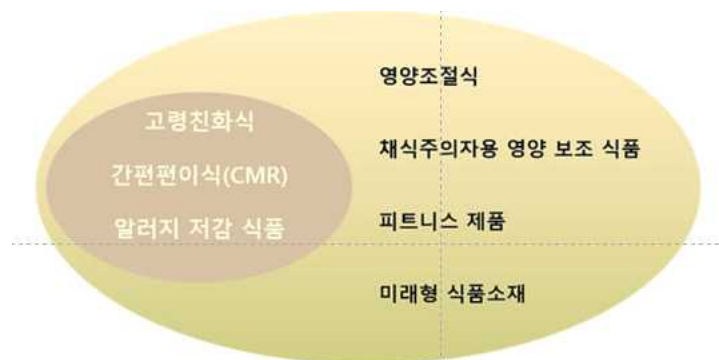 고령친화식
간편편이식(CMR)
알러지 저감 식품
영양조절식
채식주의자용 영양 보조 식품
피트니스 제품
미래형 식품소재